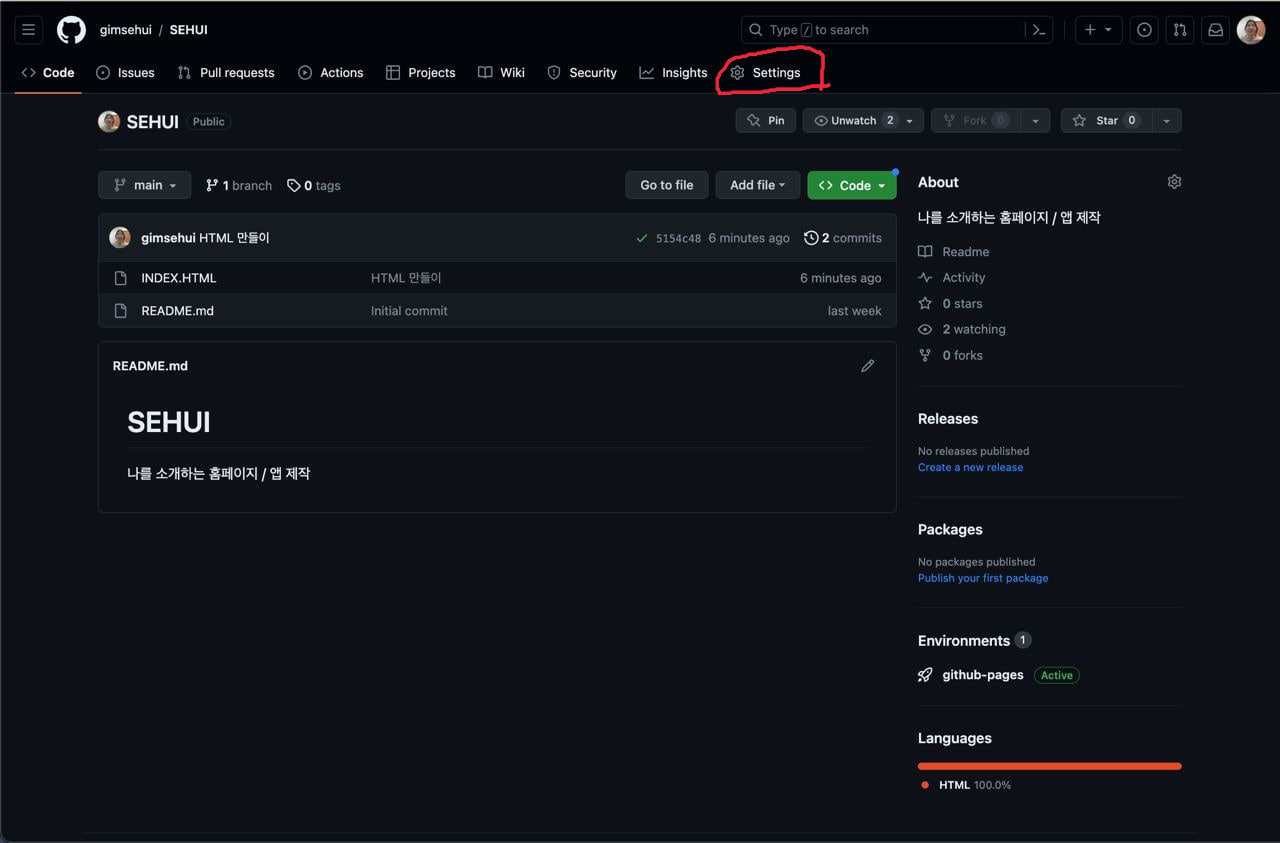 gimsehui / SEHUI
Type / to search
Code Issues Pull requests Actions Projects Wiki Security Insights Settings
SEHUI Public
Pin Unwatch 2 Fork 0 Star 0
main 1 branch 0 tags
Go to file Add file Code
gimsehui HTML 만들이 5154c48 6 minutes ago 2 commits
INDEX.HTML HTML 만들이 6 minutes ago
README.md Initial commit last week
README.md
SEHUI
나를 소개하는 홈페이지 / 앱 제작
About
나를 소개하는 홈페이지 / 앱 제작
Readme
Activity
0 stars
2 watching
0 forks
Releases
No releases published
Create a new release
Packages
No packages published
Publish your first package
Environments 1
github-pages Active
Languages
HTML 100.0%